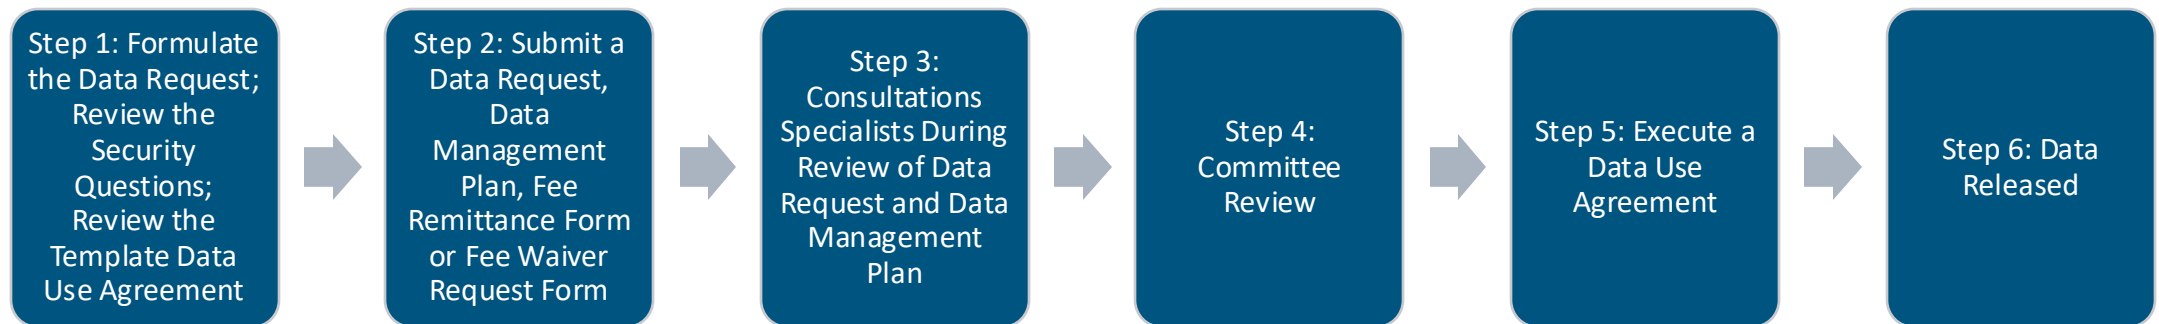 Step 1: Formulate
the Data Request;
Review the
Security
Questions;
Review the
Template Data
Use Agreement
Step 2: Submit a
Data Request,
Data
Management
Plan, Fee
Remittance Form
or Fee Waiver
Request Form
Step 3:
Consultations
Specialists During
Review of Data
Request and Data
Management
Plan
Step 4:
Committee
Review
Step 5: Execute a
Data Use
Agreement
Step 6: Data
Released